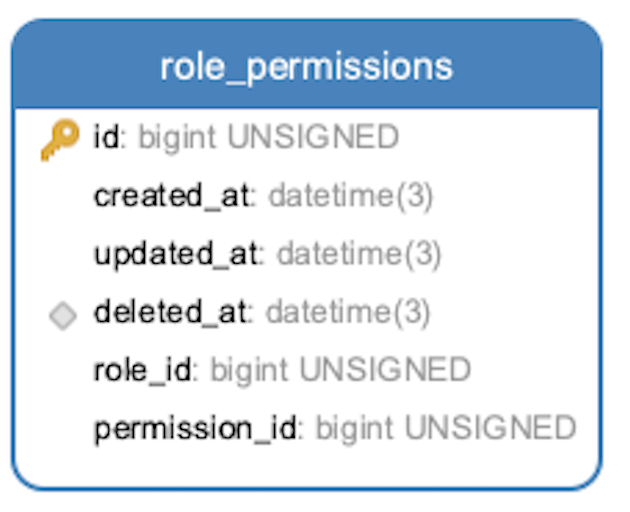 role_permissions
id: bigint UNSIGNED
created_at: datetime(3)
updated_at: datetime(3)
deleted_at: datetime(3)
role_id: bigint UNSIGNED
permission_id: bigint UNSIGNED